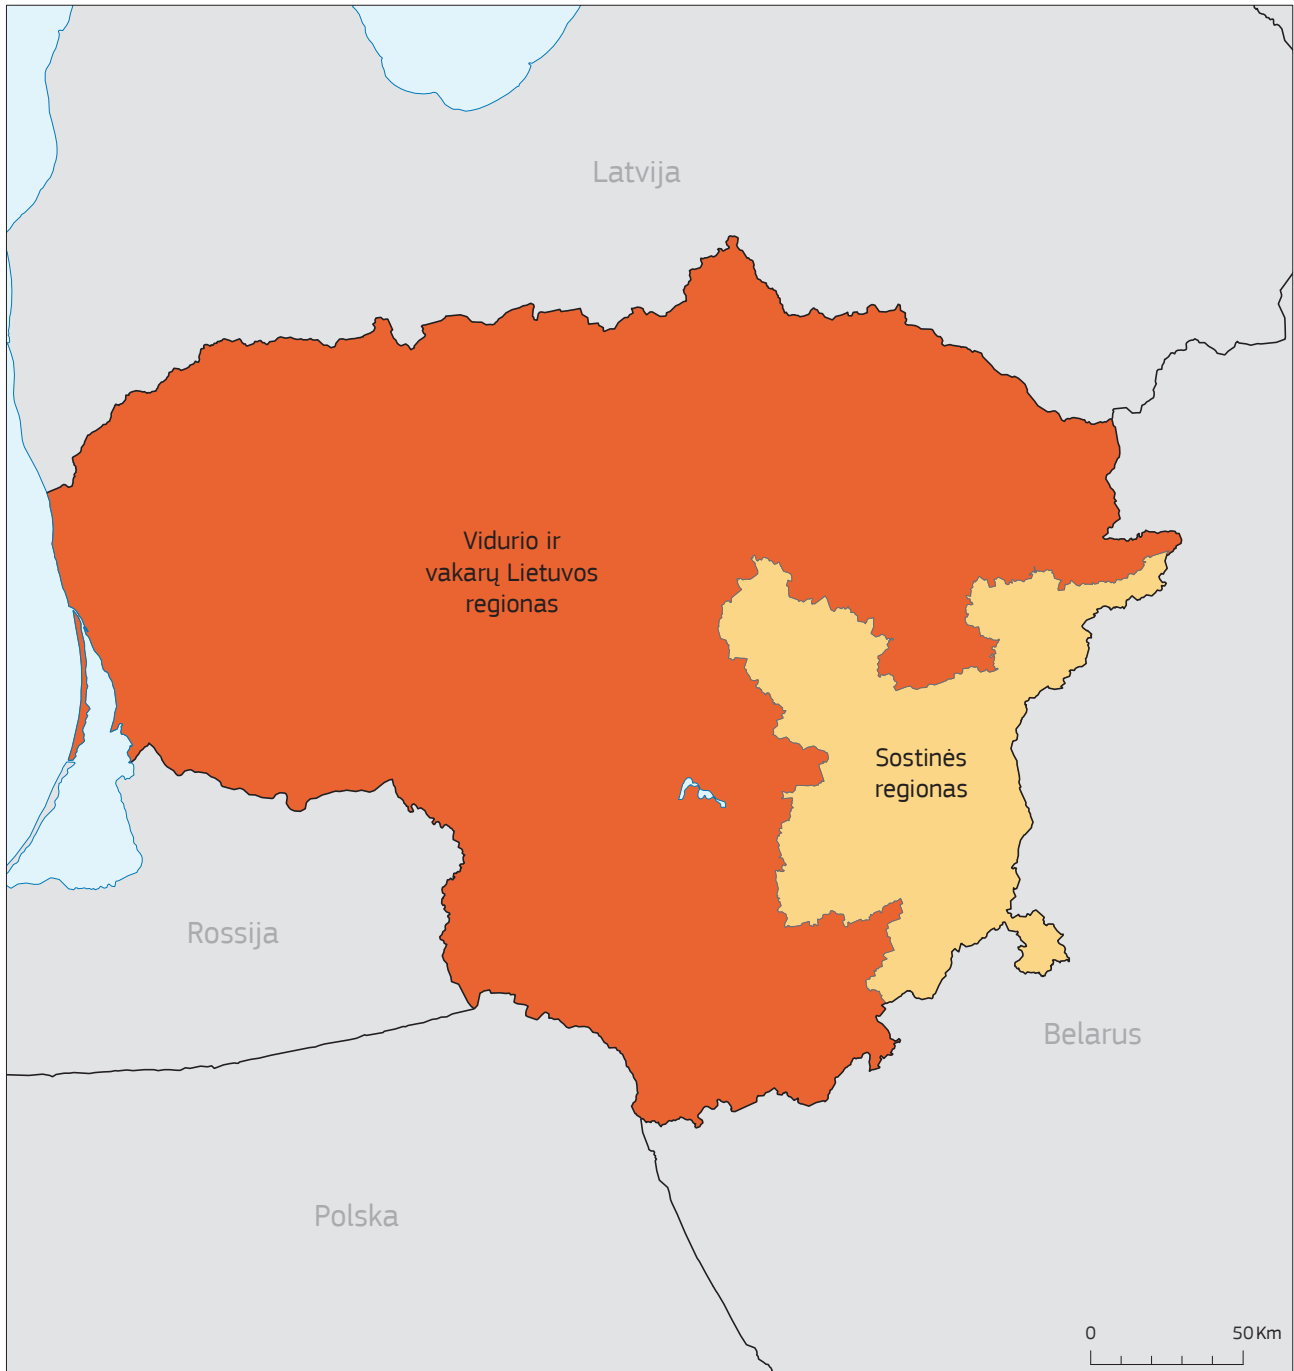 Latvija
Vidurio ir
vakarų Lietuvos
regionas
Sostinės
regionas
Rossija
Belarus
Polska
0 50 Km